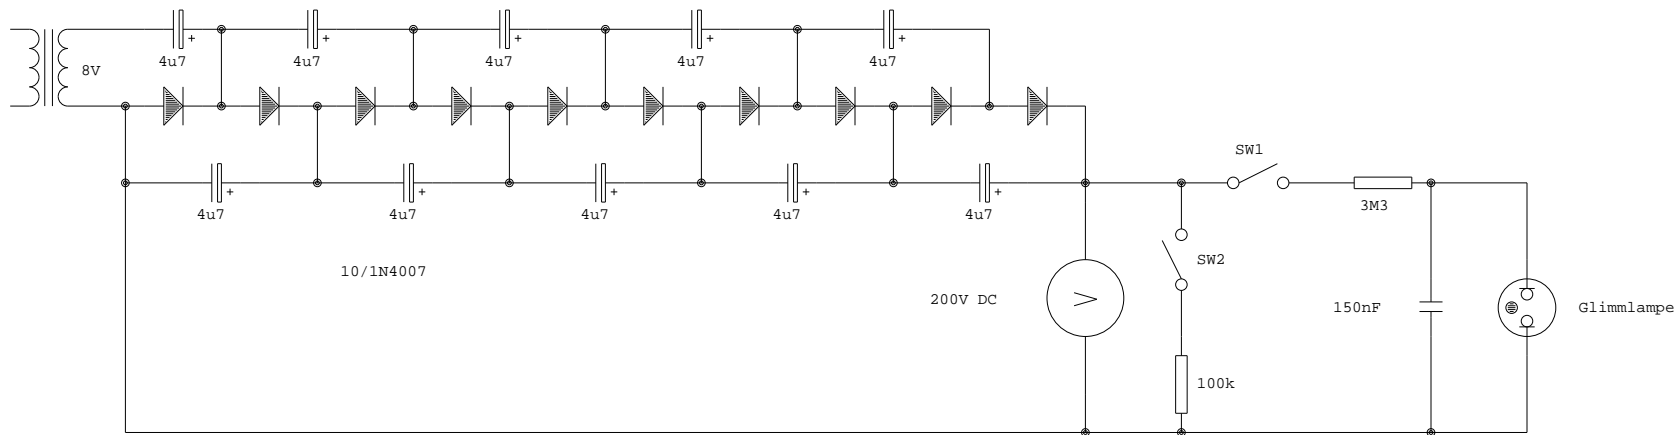 +
+
+
+
+
4u7
4u7
4u7
4u7
4u7
8V
SW1
+
+
+
+
+
4u7
4u7
4u7
4u7
4u7
3M3
SW2
10/1N4007
200V DC
V
150nF
Glimmlampe
100k